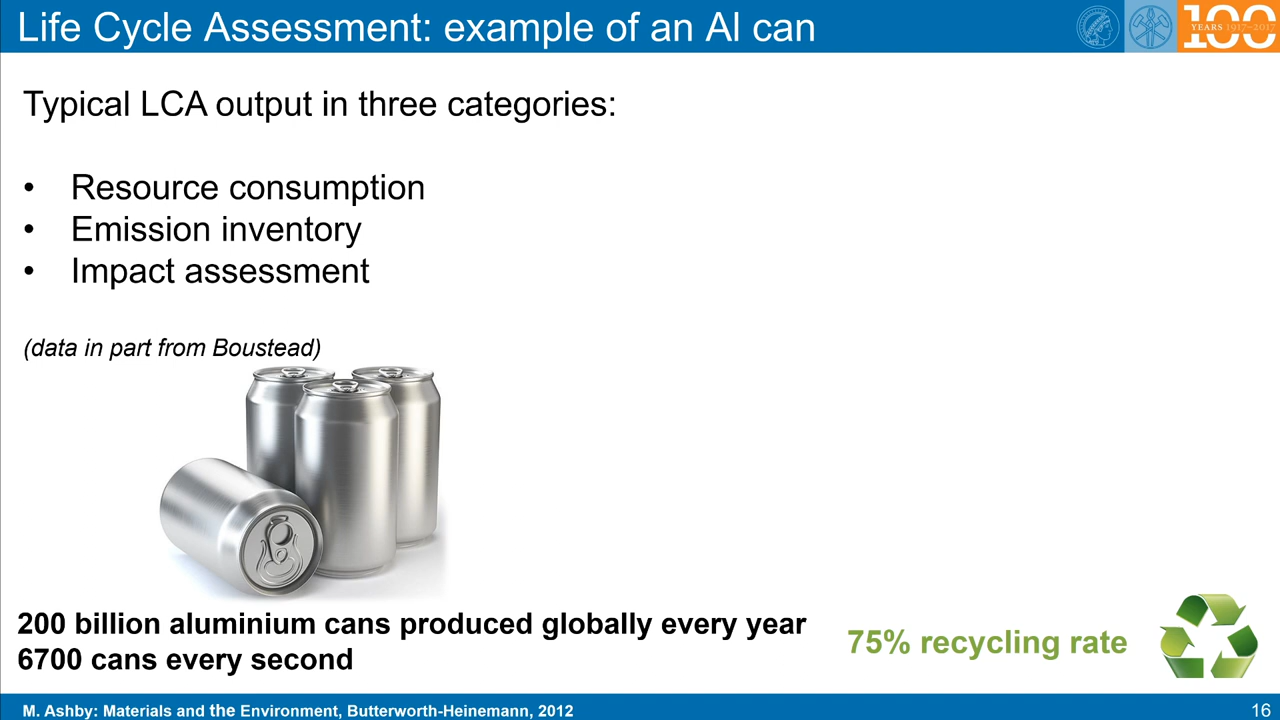 Life Cycle Assessment: example of an Al can
100
YEARS 1917–2017
Typical LCA output in three categories:
• Resource consumption
• Emission inventory
• Impact assessment
(data in part from Boustead)
200 billion aluminium cans produced globally every year
6700 cans every second
75% recycling rate
M. Ashby: Materials and the Environment, Butterworth-Heinemann, 2012
16